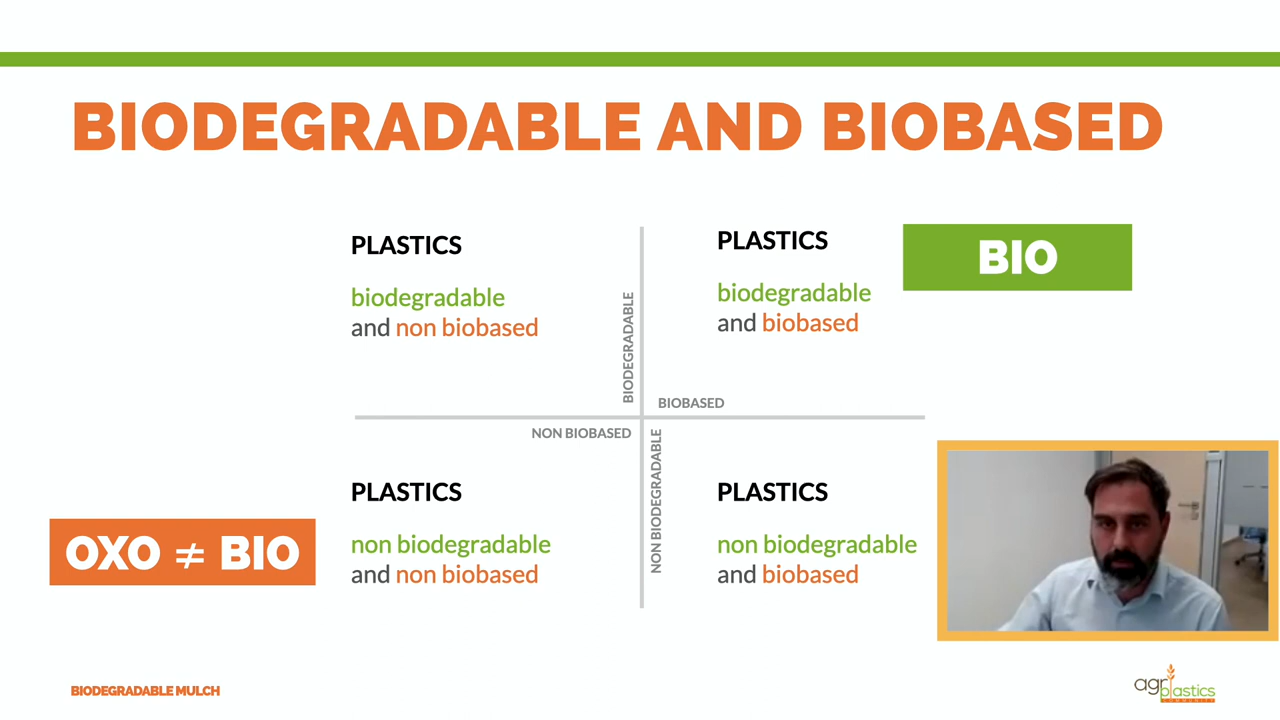 BIODEGRADABLE AND BIOBASED
PLASTICS
biodegradable
and non biobased
BIODEGRADABLE
PLASTICS
biodegradable
and biobased
BIO
BIOBASED
NON BIOBASED
NON BIODEGRADABLE
OXO ≠ BIO
PLASTICS
non biodegradable
and non biobased
PLASTICS
non biodegradable
and biobased
BIODEGRADABLE MULCH
agriplastics
COMMUNITY